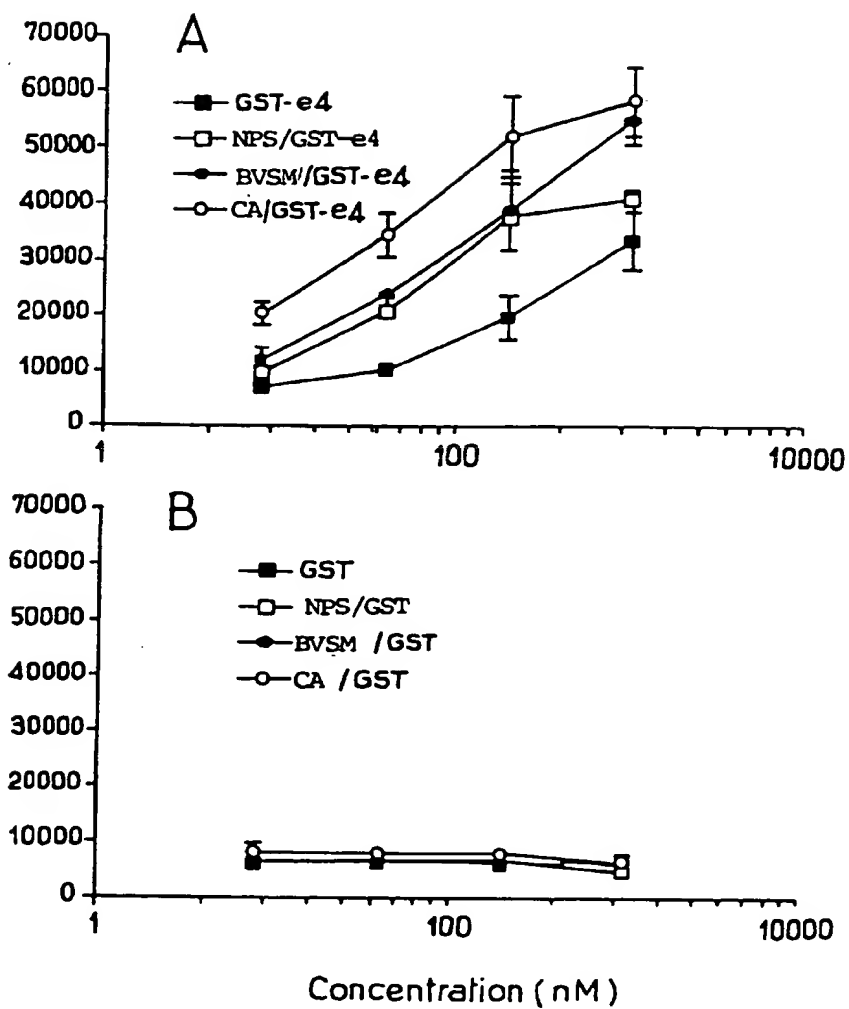 A
70000
60000
50000
40000
30000
20000
10000
0
GST-e4
NPS/GST-e4
BVSM'/GST-e4
CA/GST-e4
1
100
10000
B
70000
60000
50000
40000
30000
20000
10000
0
GST
NPS/GST
BVSM /GST
CA /GST
1
100
10000
Concentration (nM)